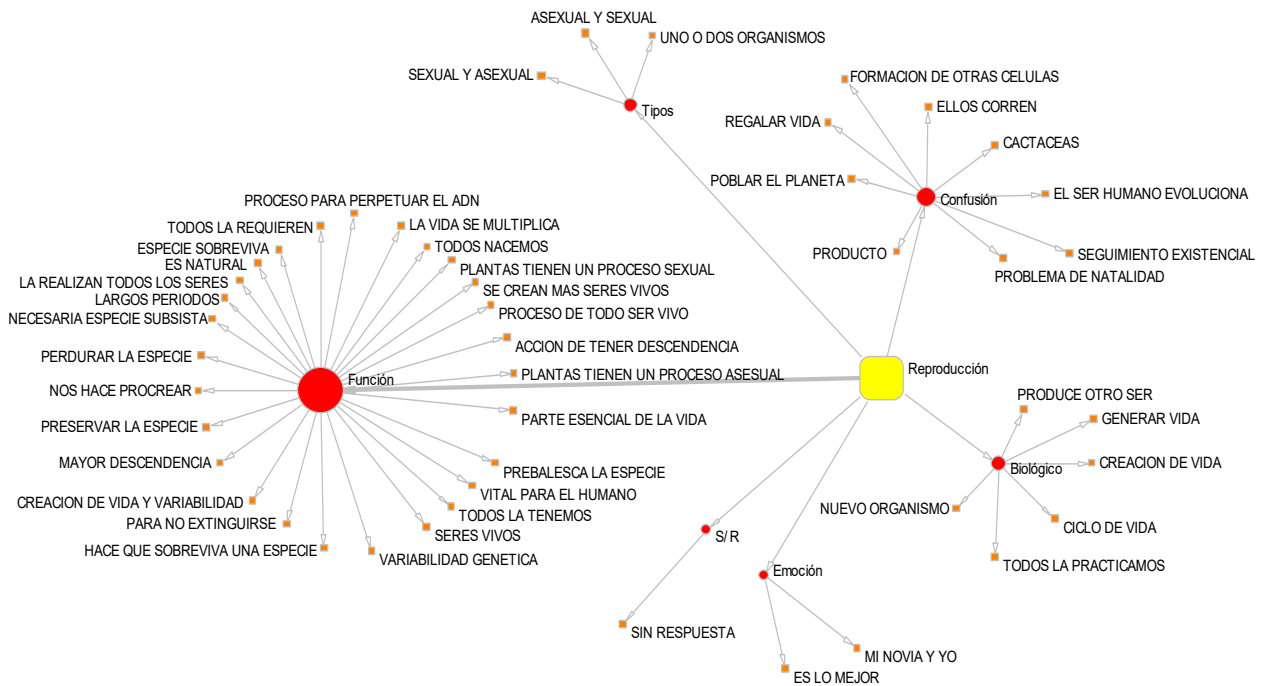 ASEXUAL Y SEXUAL
UNO O DOS ORGANISMOS
SEXUAL Y ASEXUAL
Tipos
FORMACION DE OTRAS CELULAS
ELLOS CORREN
REGALAR VIDA
CACTACEAS
POBLAR EL PLANETA
EL SER HUMANO EVOLUCIONA
Confusión
PRODUCTO
SEGUIMIENTO EXISTENCIAL
PROBLEMA DE NATALIDAD
PROCESO PARA PERPETUAR EL ADN
TODOS LA REQUIEREN
LA VIDA SE MULTIPLICA
ESPECIE SOBREVIVA
TODOS NACEMOS
ES NATURAL
PLANTAS TIENEN UN PROCESO SEXUAL
LA REALIZAN TODOS LOS SERES
SE CREAN MAS SERES VIVOS
LARGOS PERIODOS
PROCESO DE TODO SER VIVO
NECESARIA ESPECIE SUBSISTA
ACCION DE TENER DESCENDENCIA
PERDURAR LA ESPECIE
PLANTAS TIENEN UN PROCESO ASESUAL
Función
Reproducción
NOS HACE PROCREAR
PARTE ESENCIAL DE LA VIDA
PRESERVAR LA ESPECIE
MAYOR DESCENDENCIA
PREBALESCA LA ESPECIE
VITAL PARA EL HUMANO
CREACION DE VIDA Y VARIABILIDAD
TODOS LA TENEMOS
PARA NO EXTINGUIRSE
SERES VIVOS
HACE QUE SOBREVIVA UNA ESPECIE
VARIABILIDAD GENETICA
PRODUCE OTRO SER
GENERAR VIDA
Biológico
CREACION DE VIDA
NUEVO ORGANISMO
CICLO DE VIDA
TODOS LA PRACTICAMOS
S/ R
Emoción
SIN RESPUESTA
MI NOVIA Y YO
ES LO MEJOR